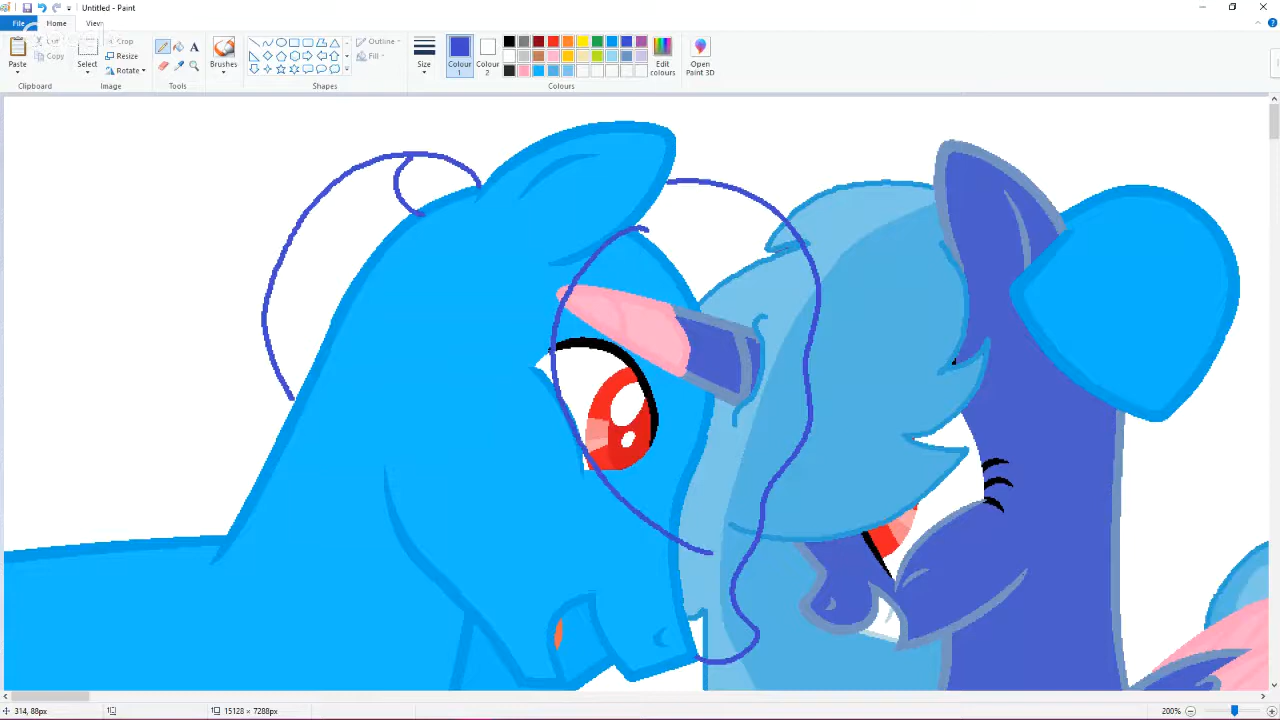 Untitled - Paint
File Home View
Paste Cut Copy Select Crop Resize Rotate Brushes Outline Fill Size Colour 1 Colour 2 Edit colours Open Paint 3D
Clipboard Image Tools Shapes Colours
314, 88px 15128 × 7288px 200%